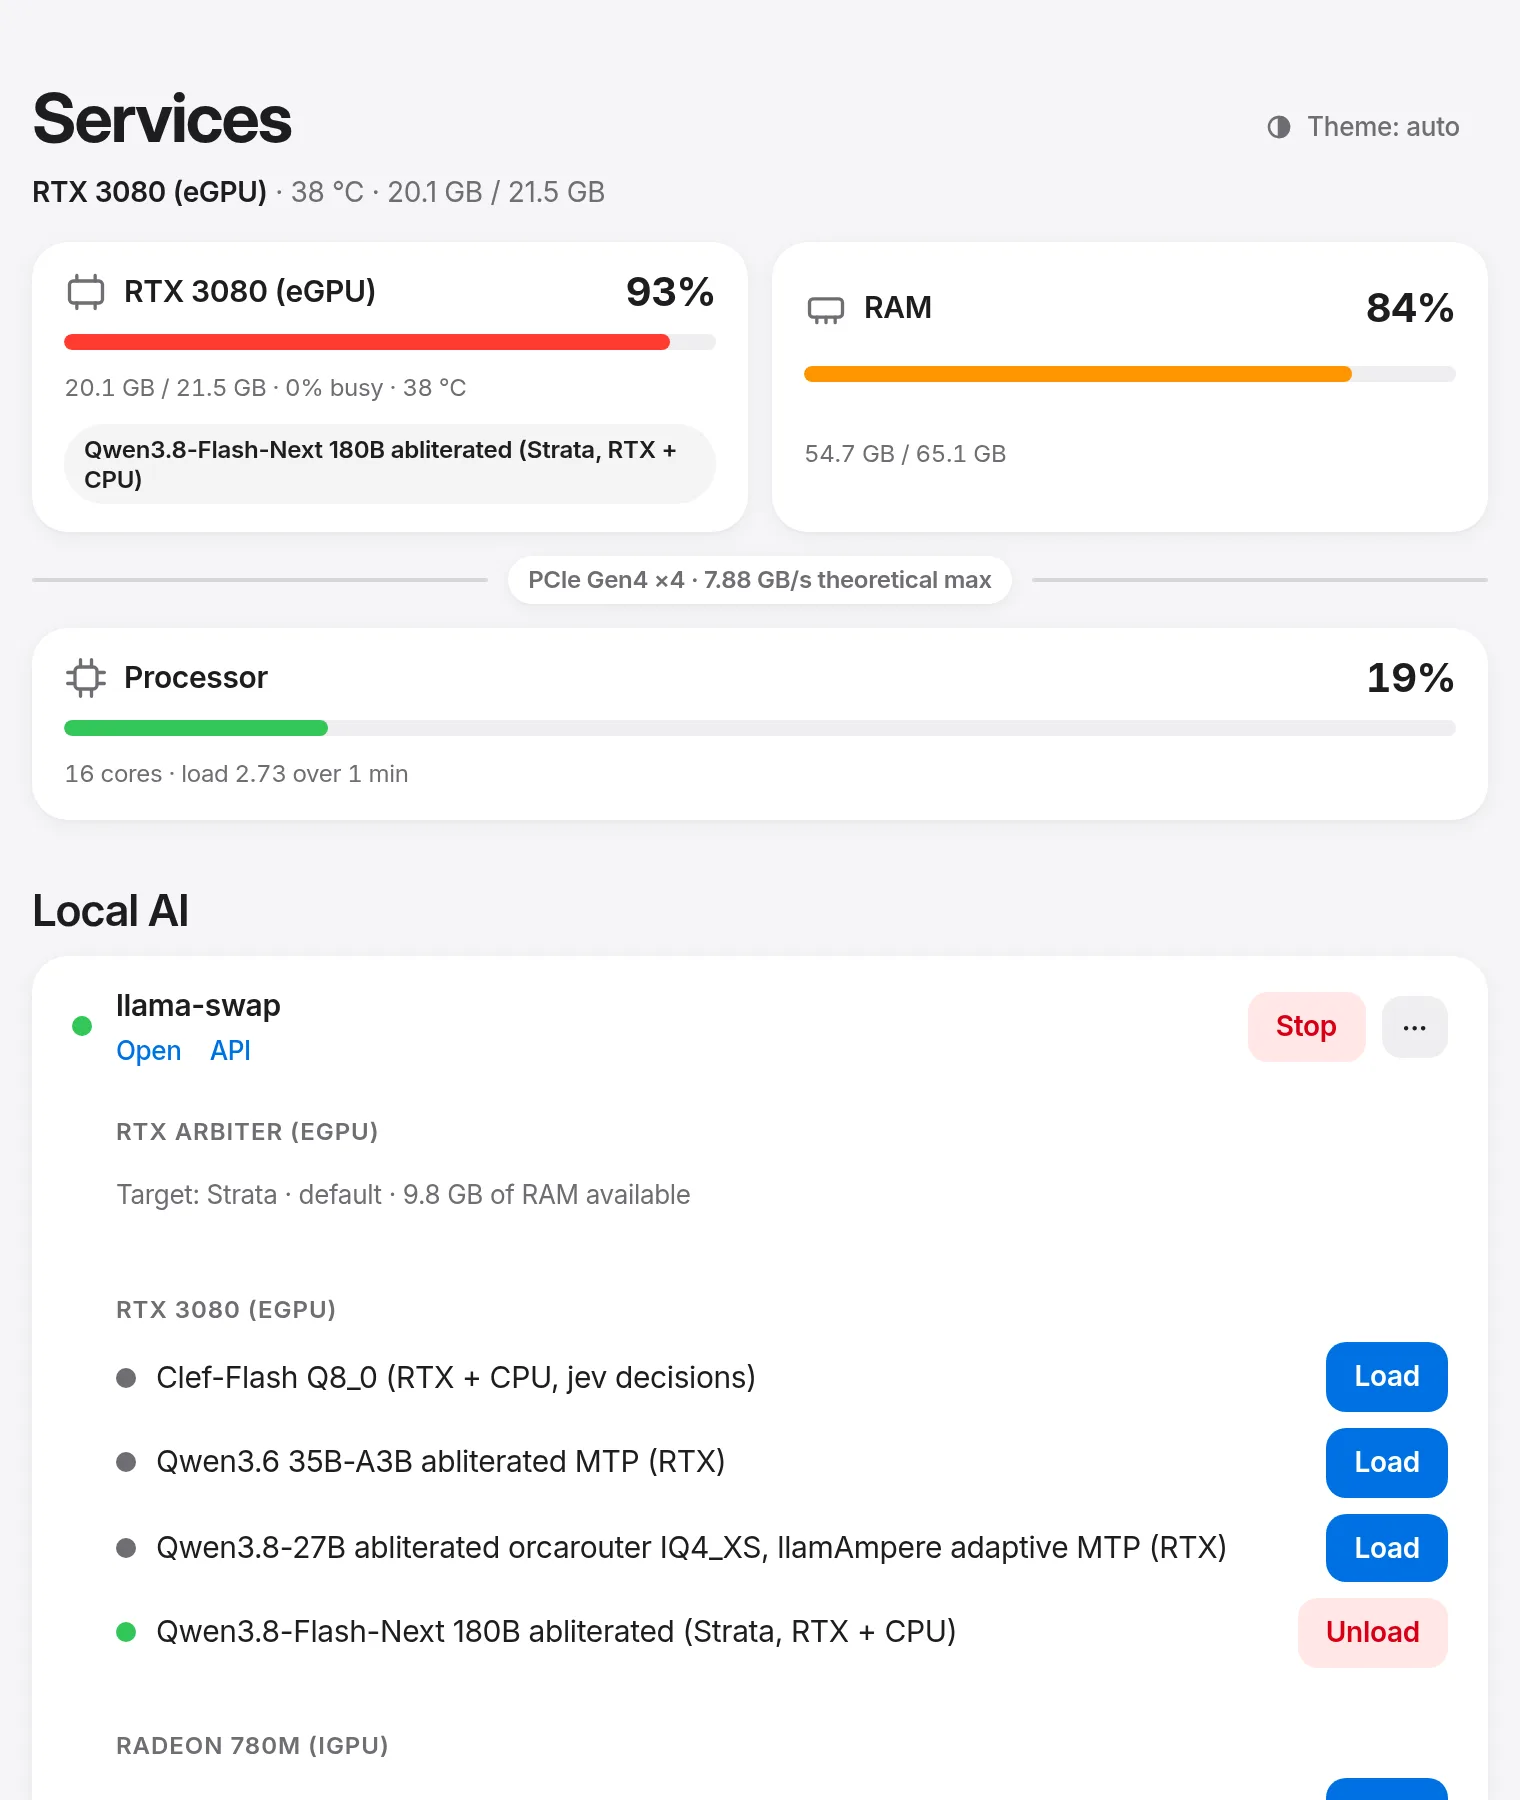 Services
Theme: auto
RTX 3080 (eGPU) · 38 °C · 20.1 GB / 21.5 GB
RTX 3080 (eGPU)
93%
20.1 GB / 21.5 GB · 0% busy · 38 °C
Qwen3.8-Flash-Next 180B abliterated (Strata, RTX +
CPU)
RAM
84%
54.7 GB / 65.1 GB
PCIe Gen4 ×4 · 7.88 GB/s theoretical max
Processor
19%
16 cores · load 2.73 over 1 min
Local AI
llama-swap
Open API
Stop
...
RTX ARBITER (EGPU)
Target: Strata · default · 9.8 GB of RAM available
RTX 3080 (EGPU)
Clef-Flash Q8_0 (RTX + CPU, jev decisions)
Load
Qwen3.6 35B-A3B abliterated MTP (RTX)
Load
Qwen3.8-27B abliterated orcarouter IQ4_XS, llamAmpere adaptive MTP (RTX)
Load
Qwen3.8-Flash-Next 180B abliterated (Strata, RTX + CPU)
Unload
RADEON 780M (IGPU)